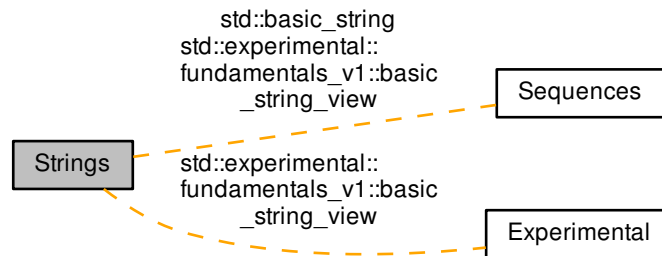 std::basic_string
std::experimental::
fundamentals_v1::basic
_string_view
Sequences
Strings
std::experimental::
fundamentals_v1::basic
_string_view
Experimental